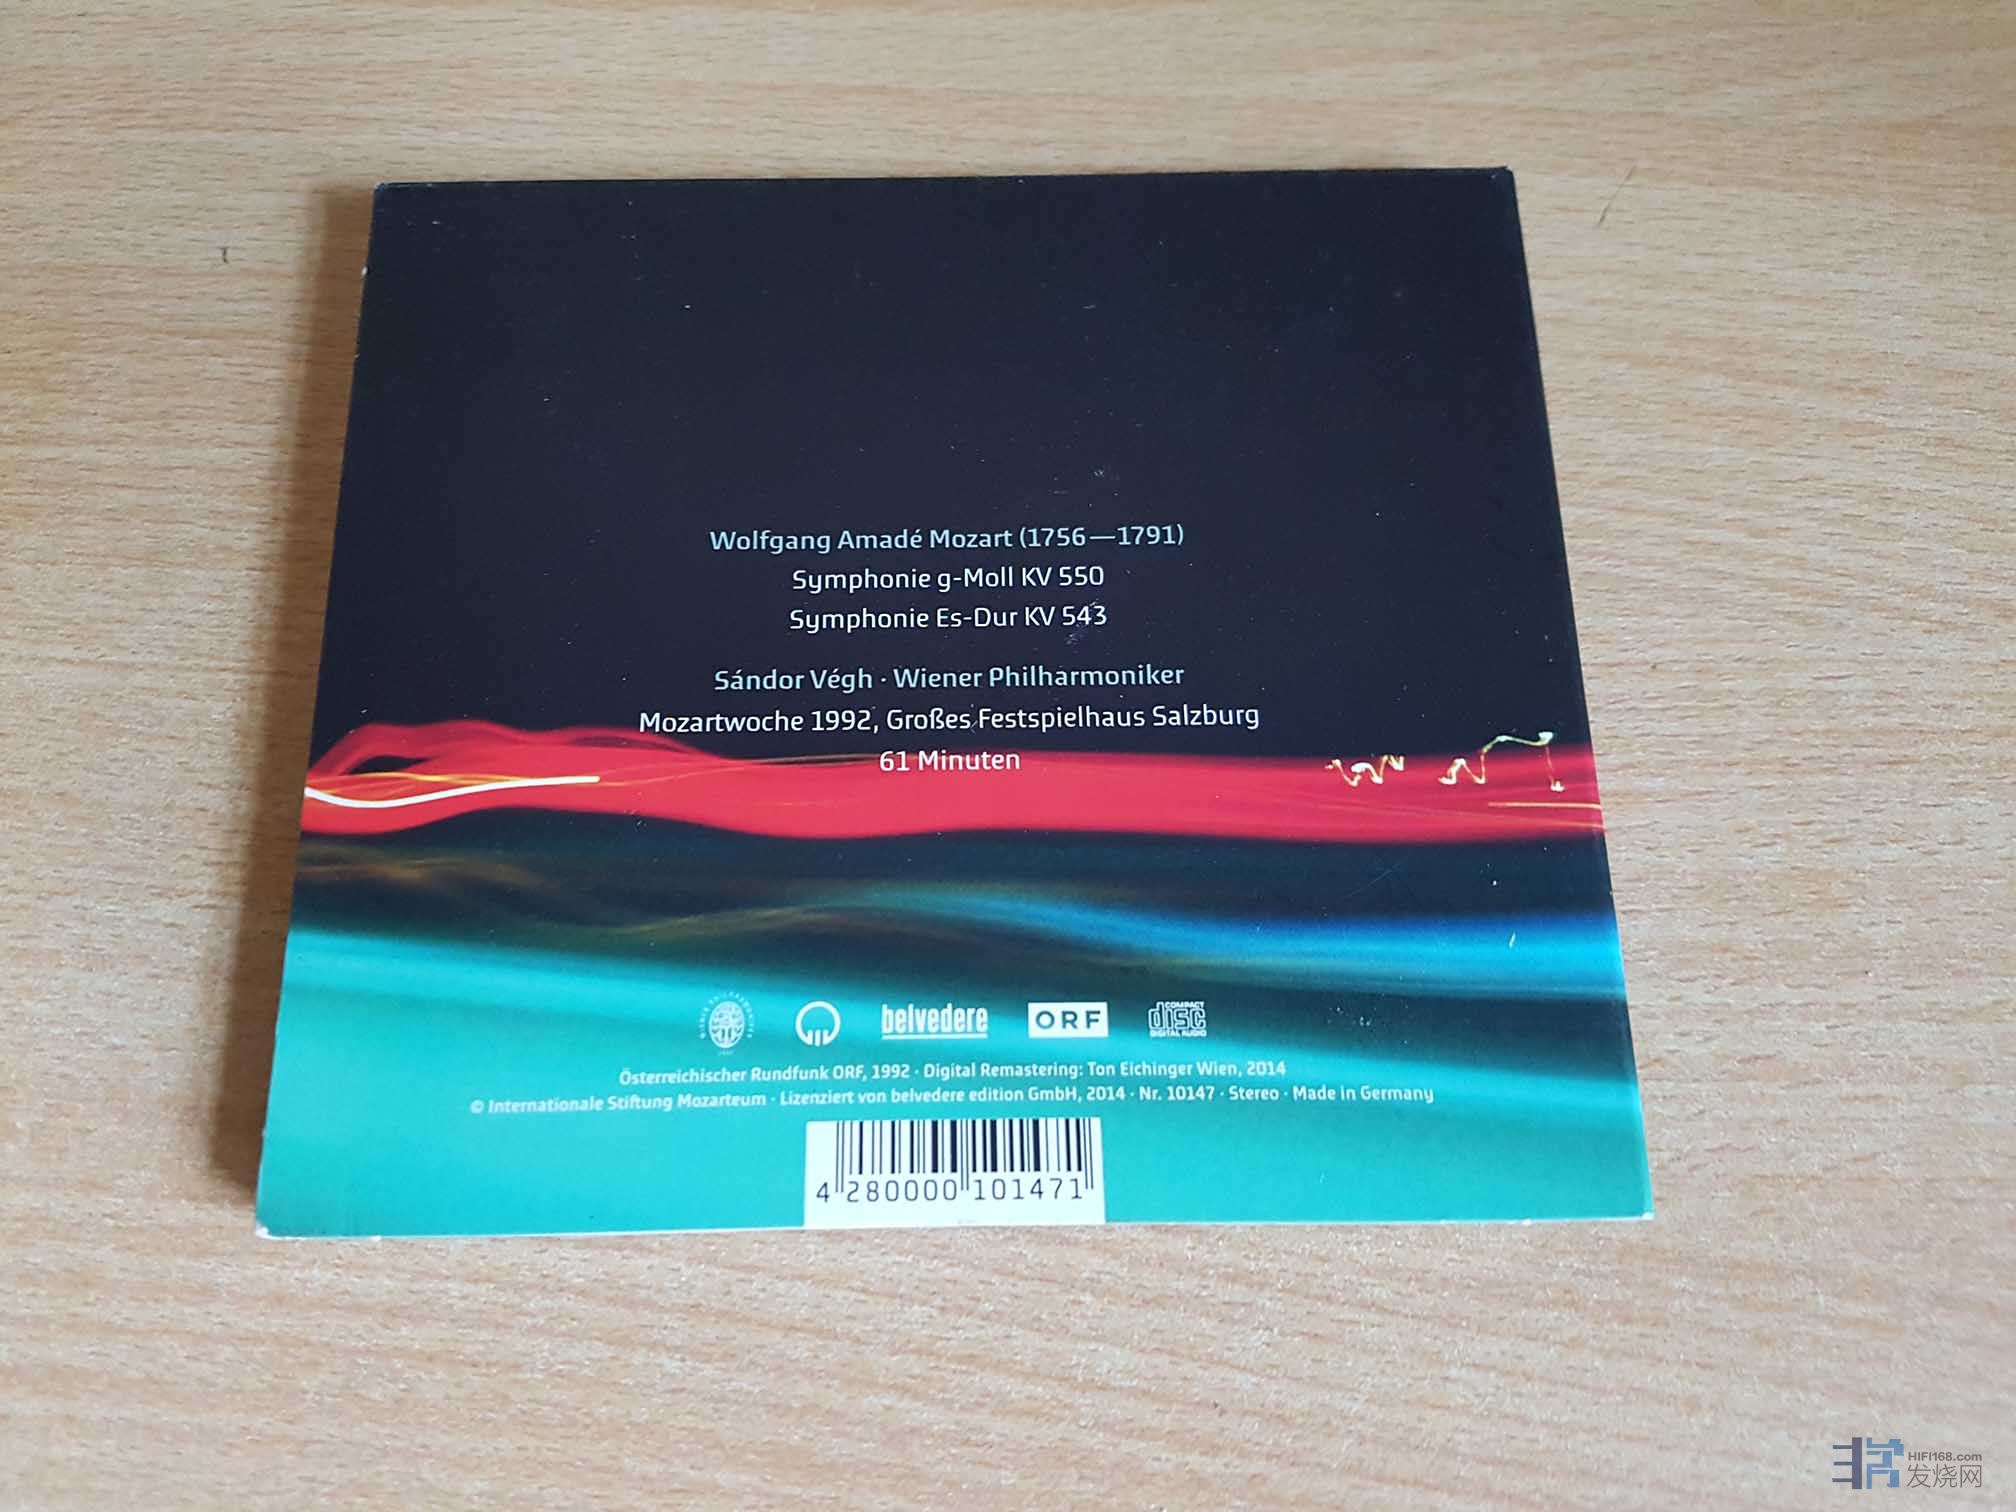 Wolfgang Amadé Mozart (1756—1791)
Symphonie g-Moll KV 550
Symphonie Es-Dur KV 543
Sándor Végh · Wiener Philharmoniker
Mozartwoche 1992, Großes Festspielhaus Salzburg
61 Minuten
belvedere
ORF
COMPACT
disc
DIGITAL AUDIO
Österreichischer Rundfunk ORF, 1992 · Digital Remastering: Ton Eichinger Wien, 2014
© Internationale Stiftung Mozarteum · Lizenziert von belvedere edition GmbH, 2014 · Nr. 10147 · Stereo · Made in Germany
4 280000 101471
HIFI168.com
发烧网